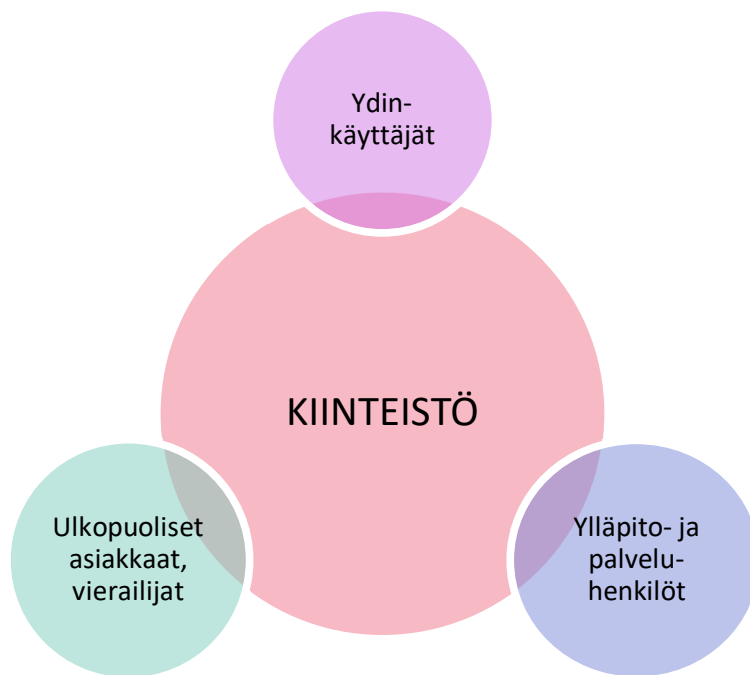 Ydin-
käyttäjät
KIINTEISTÖ
Ulkopuoliset
asiakkaat,
vierailijat
Ylläpito- ja
palvelu-
henkilöt